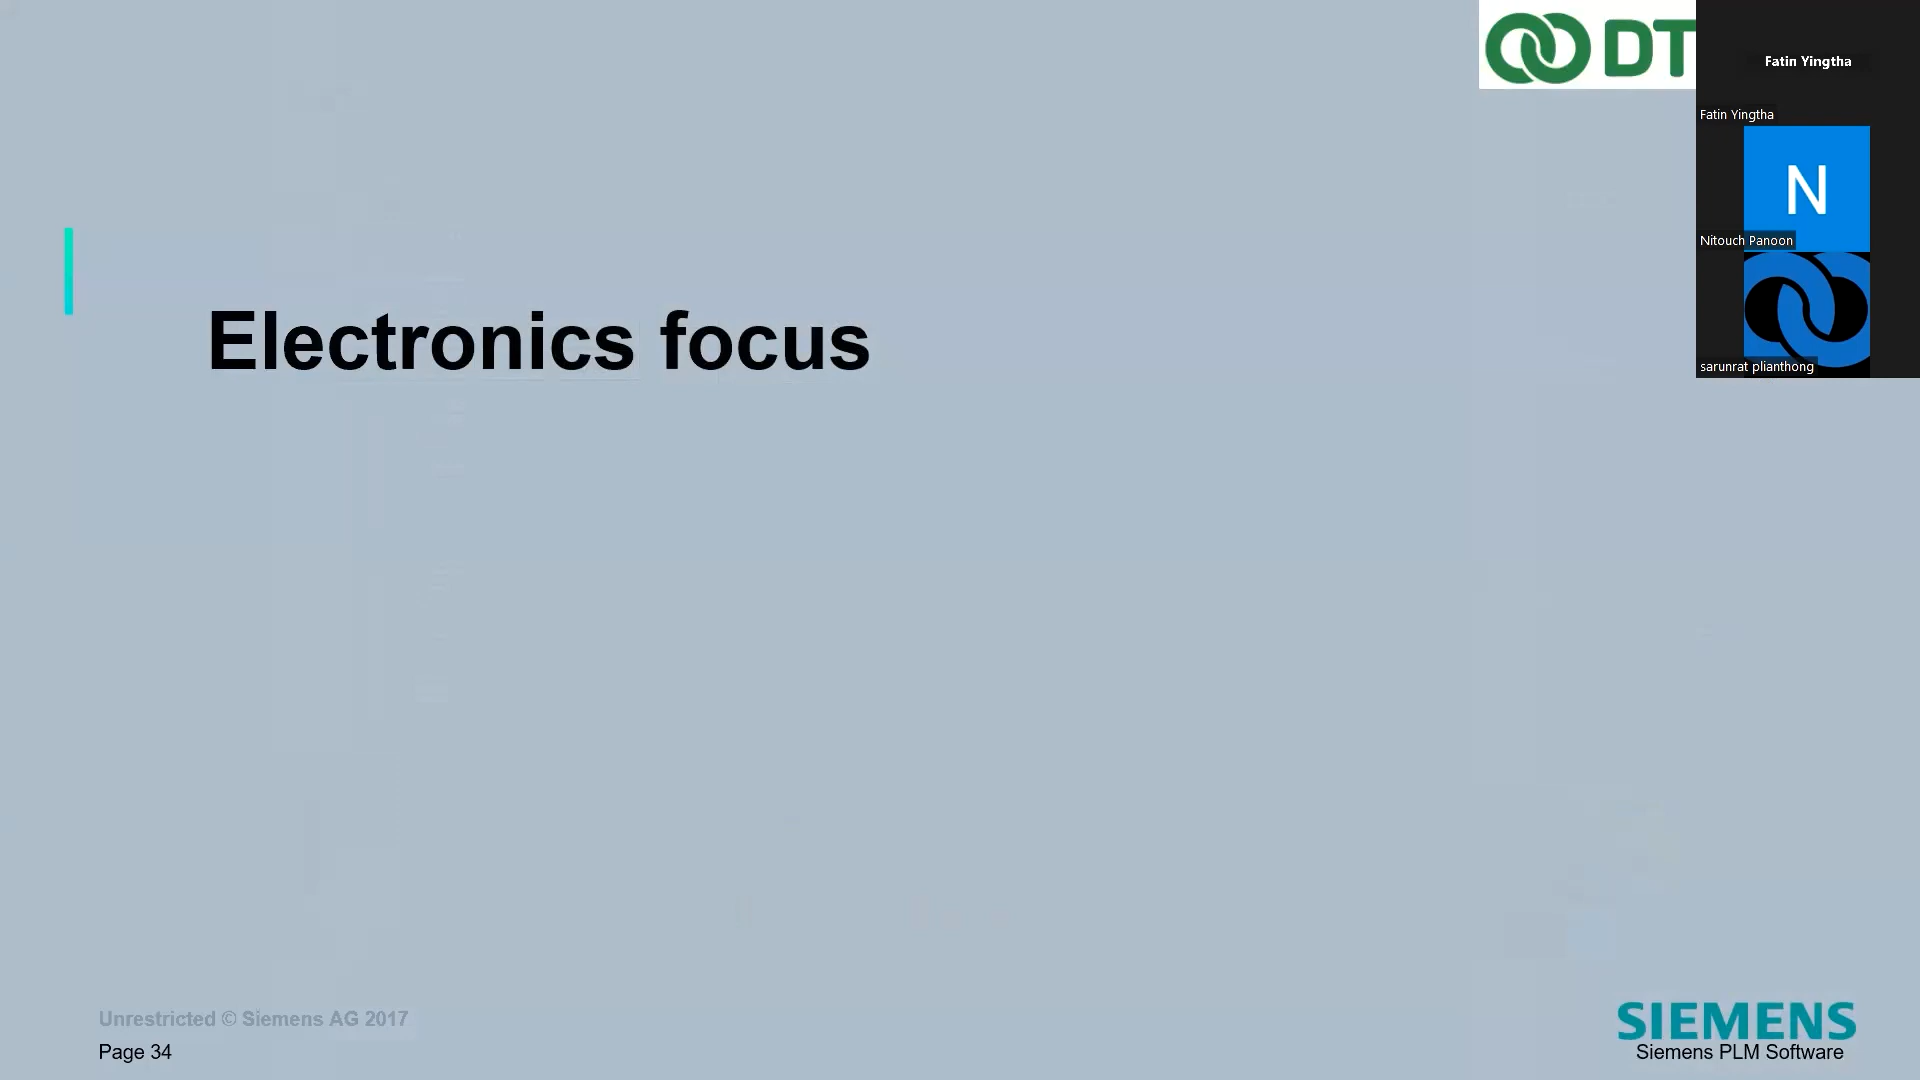 DT
Fatin Yingtha
Fatin Yingtha
N
Nitouch Panoon
sarunrat plianthong
Electronics focus
Unrestricted © Siemens AG 2017
Page 34
SIEMENS
Siemens PLM Software